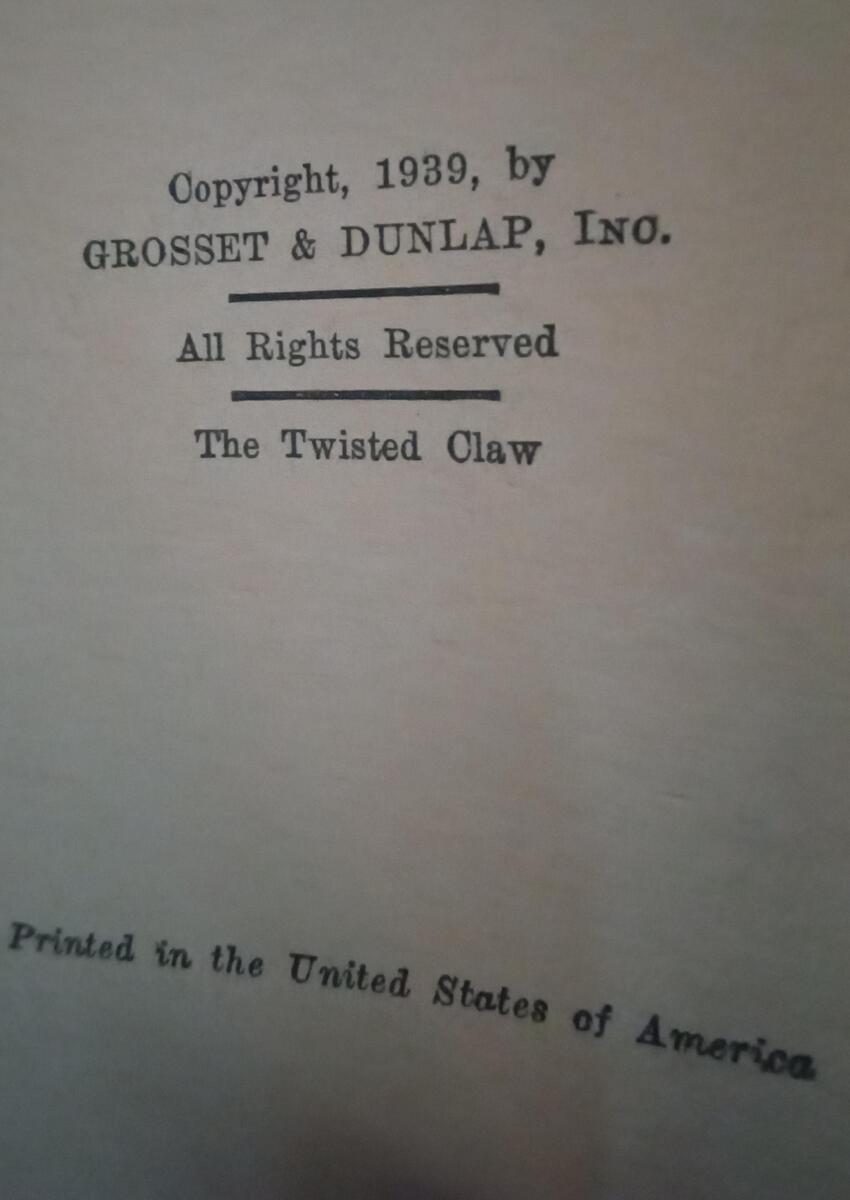 Copyright, 1939, by
GROSSET & DUNLAP, INC.
All Rights Reserved
The Twisted Claw
Printed in the United States of America